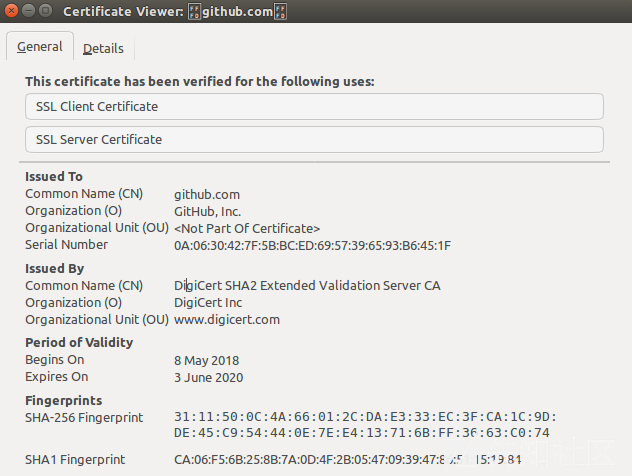 Certificate Viewer: github.com
General
Details
This certificate has been verified for the following uses:
SSL Client Certificate
SSL Server Certificate
Issued To
Common Name (CN) github.com
Organization (O) GitHub, Inc.
Organizational Unit (OU) <Not Part Of Certificate>
Serial Number 0A:06:30:42:7F:5B:BC:ED:69:57:39:65:93:B6:45:1F
Issued By
Common Name (CN) DigiCert SHA2 Extended Validation Server CA
Organization (O) DigiCert Inc
Organizational Unit (OU) www.digicert.com
Period of Validity
Begins On 8 May 2018
Expires On 3 June 2020
Fingerprints
SHA-256 Fingerprint 31:11:50:0C:4A:66:01:2C:DA:E3:33:EC:3F:CA:1C:9D:
DE:45:C9:54:44:0E:7E:E4:13:71:6B:FF:36:63:C0:74
SHA1 Fingerprint CA:06:F5:6B:25:8B:7A:0D:4F:2B:05:47:09:39:47:8